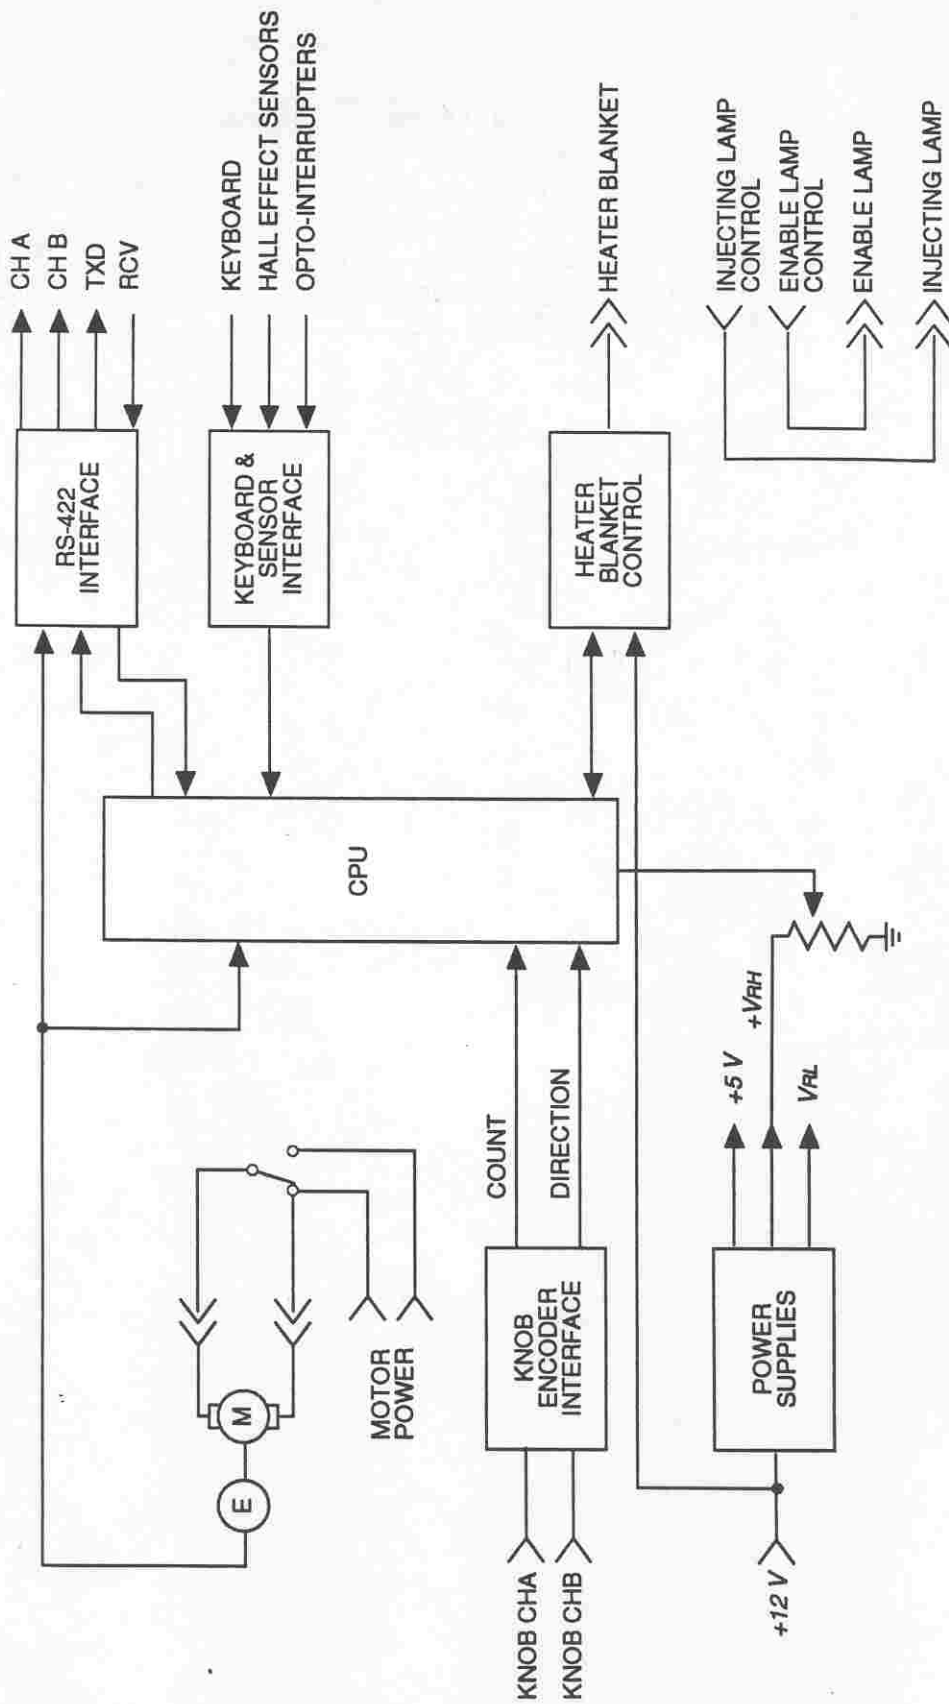 CH A
CH B
TXD
RCV
RS-422
INTERFACE
KEYBOARD
HALL EFFECT SENSORS
OPTO-INTERRUPTERS
KEYBOARD &
SENSOR
INTERFACE
E
M
MOTOR
POWER
CPU
COUNT
DIRECTION
KNOB CHA
KNOB CHB
KNOB
ENCODER
INTERFACE
HEATER
BLANKET
CONTROL
HEATER BLANKET
+12 V
POWER
SUPPLIES
+5 V
+VRH
VRL
INJECTING LAMP
CONTROL
ENABLE LAMP
CONTROL
ENABLE LAMP
INJECTING LAMP